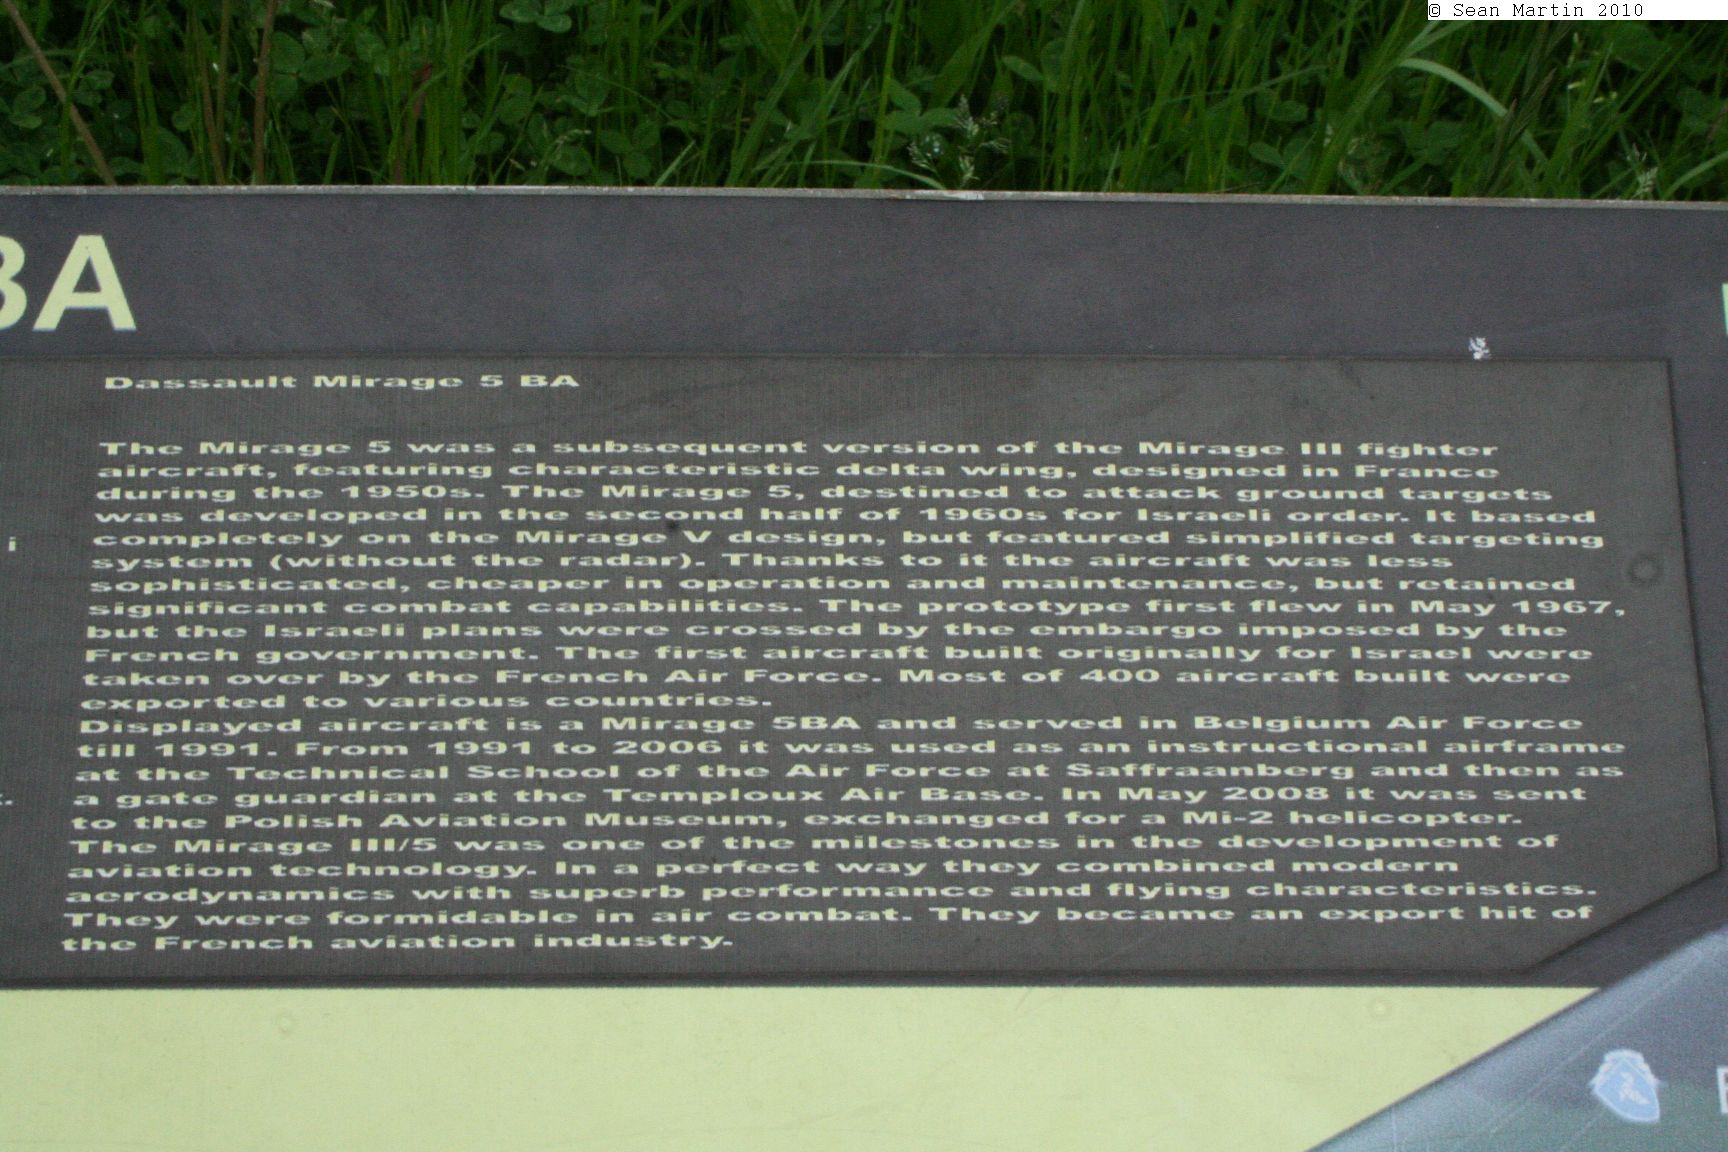 © Sean Martin 2010
BA
Dassault Mirage 5 BA
The Mirage 5 was a subsequent version of the Mirage III fighter
aircraft, featuring characteristic delta wing, designed in France
during the 1950s. The Mirage 5, destined to attack ground targets
was developed in the second half of 1960s for Israeli order. It based
completely on the Mirage V design, but featured simplified targeting
system (without the radar). Thanks to it the aircraft was less
sophisticated, cheaper in operation and maintenance, but retained
significant combat capabilities. The prototype first flew in May 1967,
but the Israeli plans were crossed by the embargo imposed by the
French government. The first aircraft built originally for Israel were
taken over by the French Air Force. Most of 400 aircraft built were
exported to various countries.
Displayed aircraft is a Mirage 5BA and served in Belgium Air Force
till 1991. From 1991 to 2006 it was used as an instructional airframe
at the Technical School of the Air Force at Saffraanberg and then as
a gate guardian at the Temploux Air Base. In May 2008 it was sent
to the Polish Aviation Museum, exchanged for a Mi-2 helicopter.
The Mirage III/5 was one of the milestones in the development of
aviation technology. In a perfect way they combined modern
aerodynamics with superb performance and flying characteristics.
They were formidable in air combat. They became an export hit of
the French aviation industry.